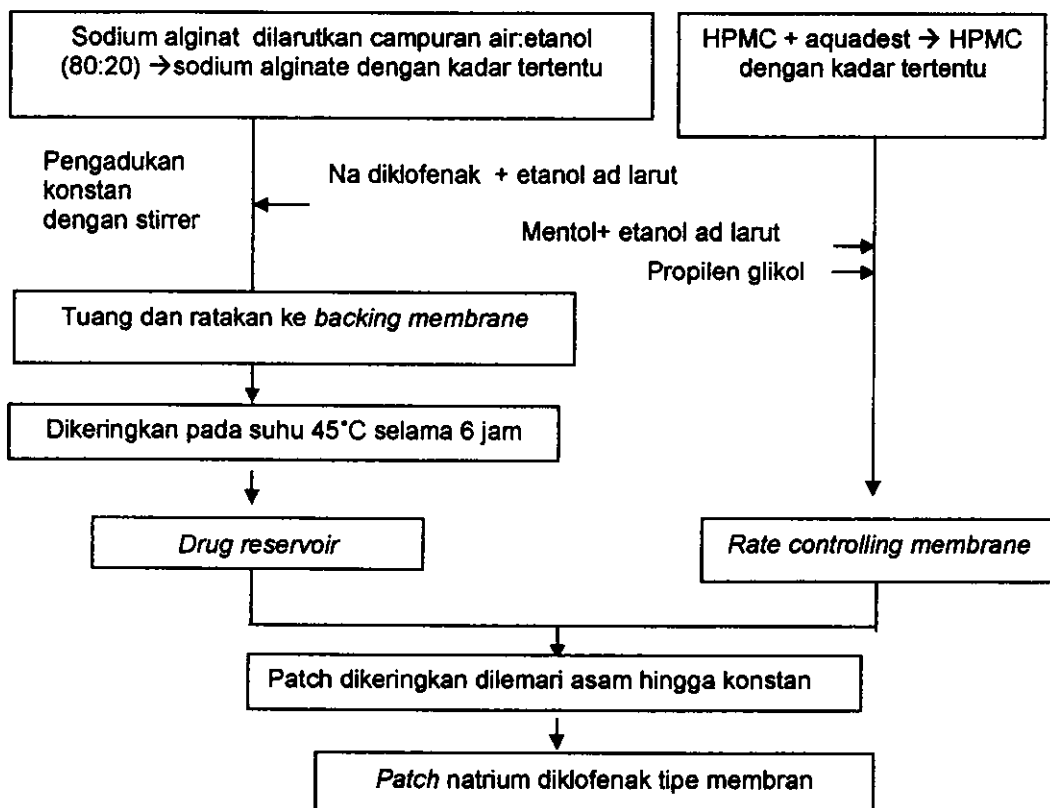 Sodium alginat dilarutkan campuran air:etanol
(80:20) →sodium alginate dengan kadar tertentu
HPMC + aquadest → HPMC
dengan kadar tertentu
Pengadukan
konstan
dengan stirrer
Na diklofenak + etanol ad larut
Mentol+ etanol ad larut
Propilen glikol
Tuang dan ratakan ke backing membrane
Dikeringkan pada suhu 45°C selama 6 jam
Drug reservoir
Rate controlling membrane
Patch dikeringkan dilemari asam hingga konstan
Patch natrium diklofenak tipe membran